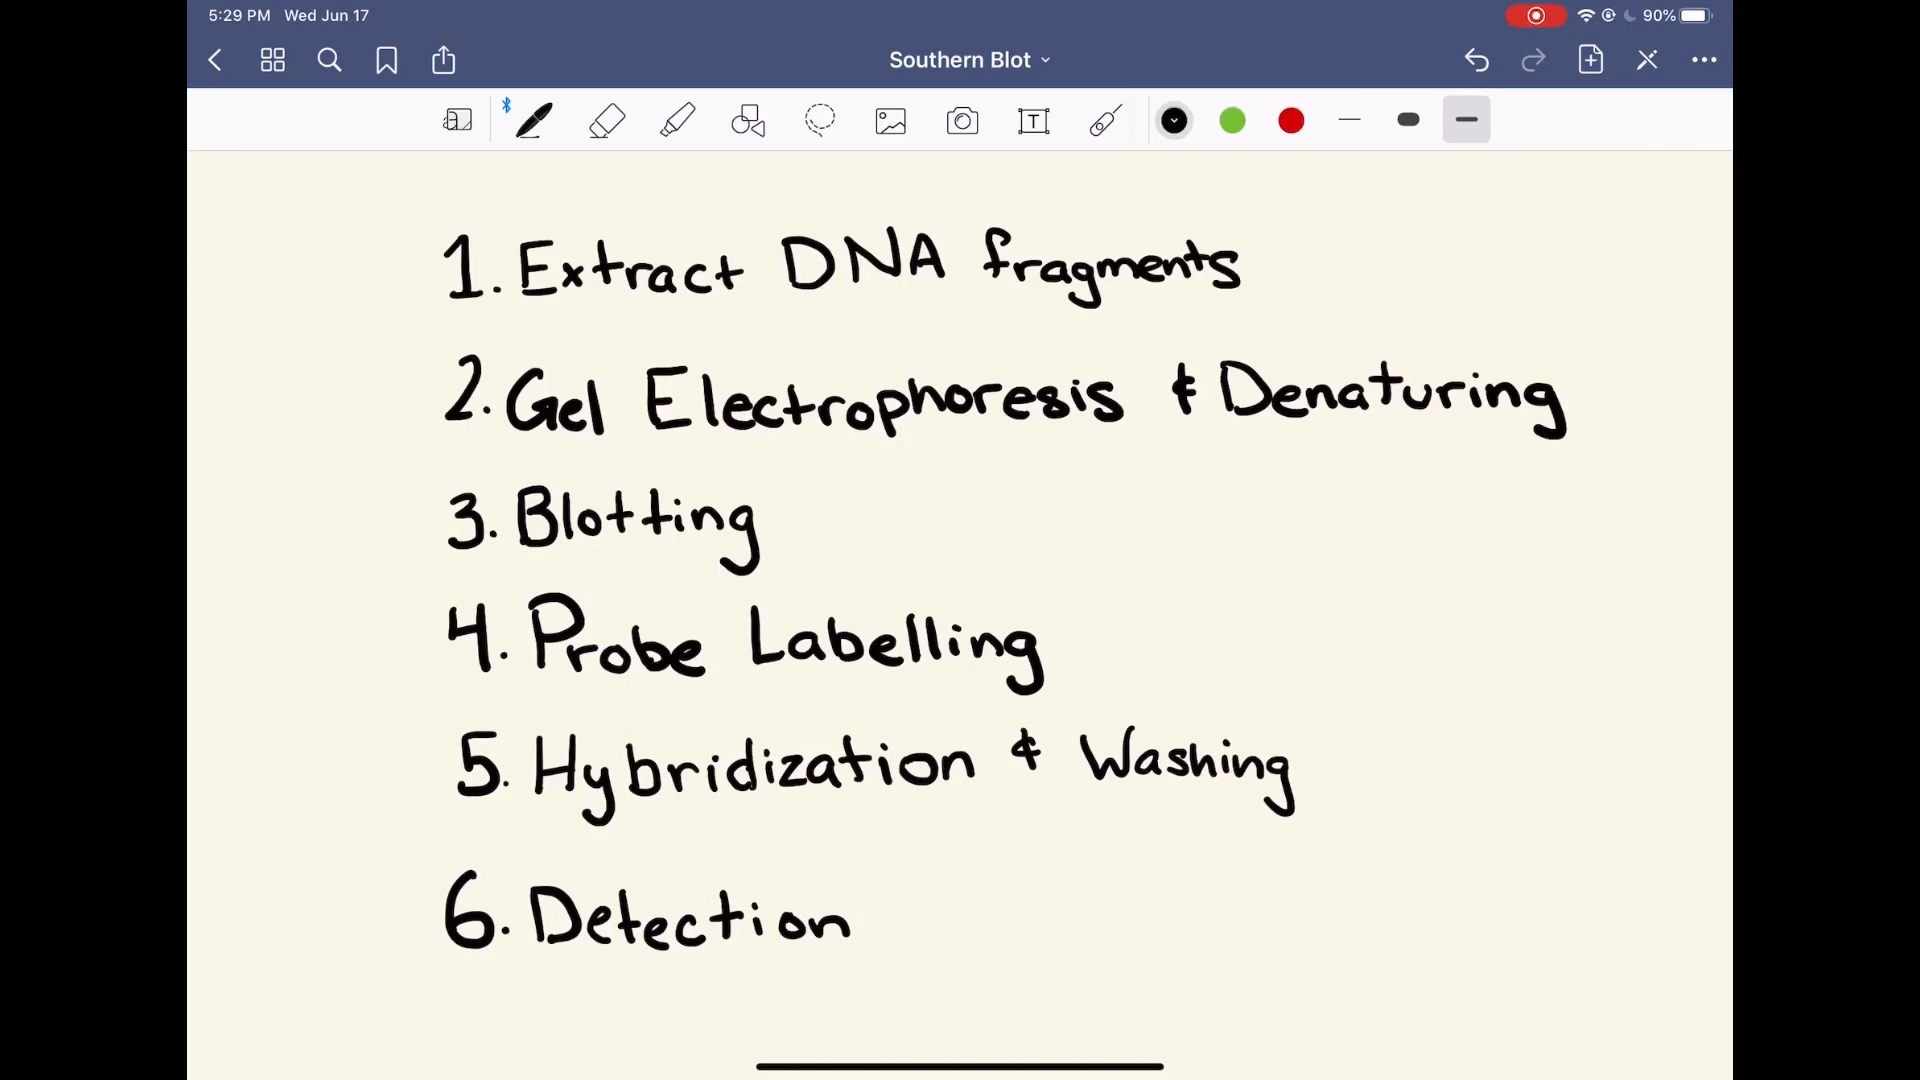 5:29 PM Wed Jun 17 90%
Southern Blot
1. Extract DNA fragments
2. Gel Electrophoresis & Denaturing
3. Blotting
4. Probe Labelling
5. Hybridization & Washing
6. Detection